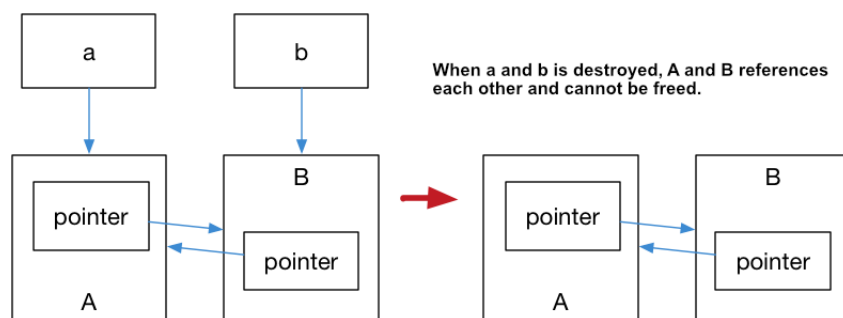 a
b
When a and b is destroyed, A and B references
each other and cannot be freed.
B
pointer
pointer
A
B
pointer
pointer
A